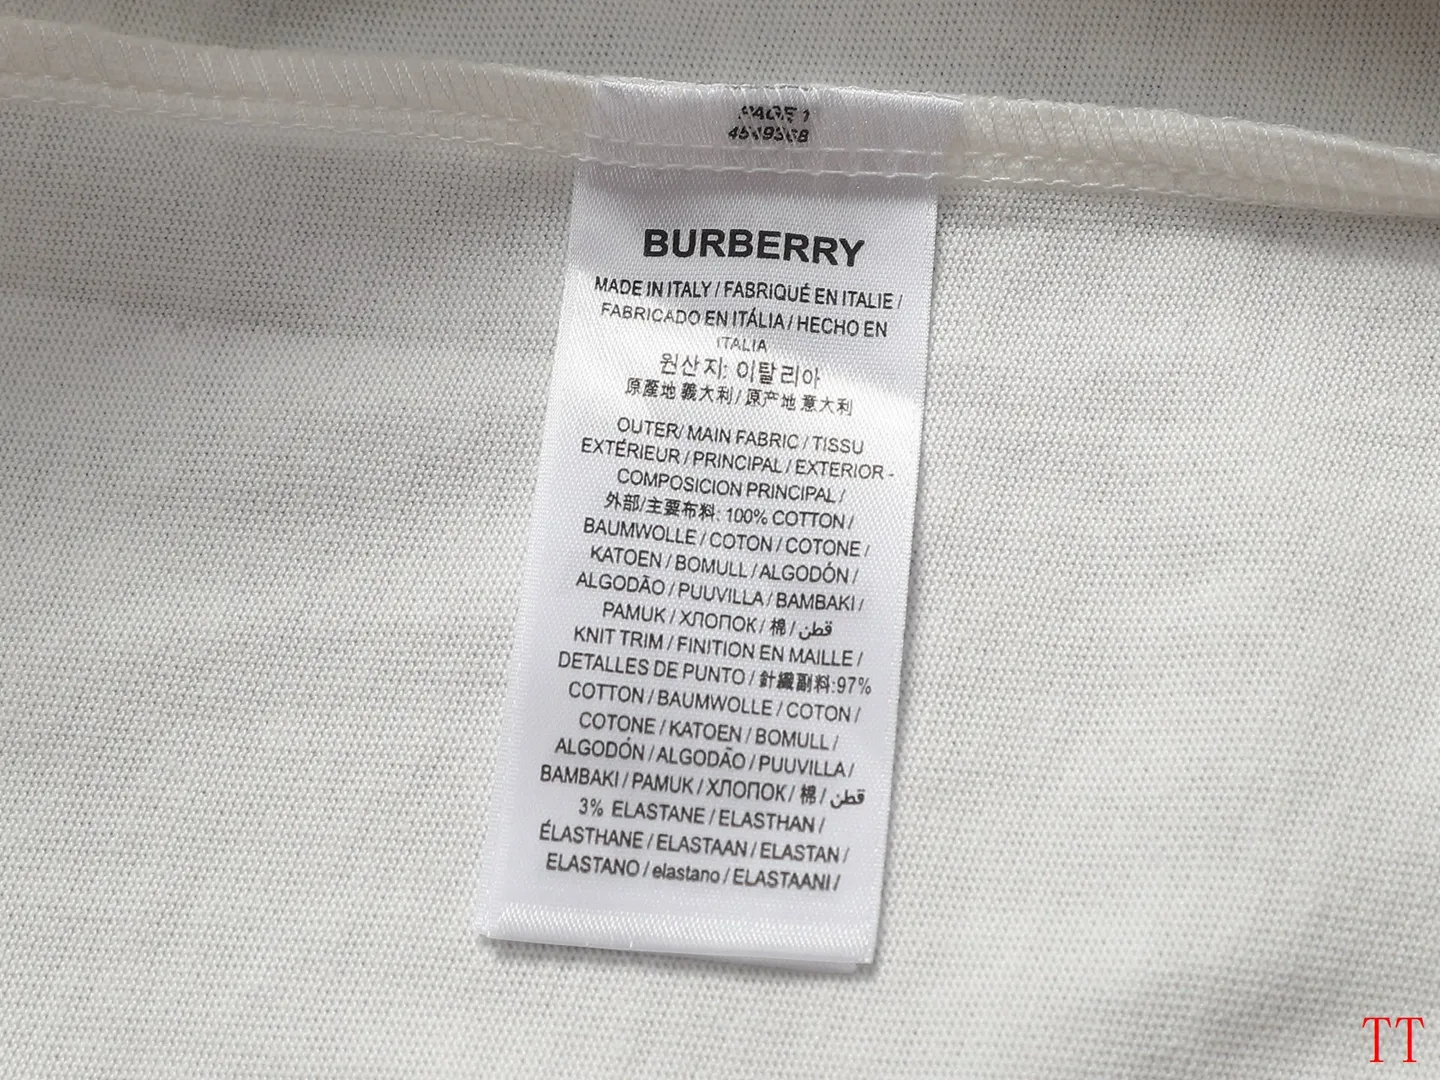 PAGE 1
BURBERRY
MADE IN ITALY / FABRIQUÉ EN ITALIE /
FABRICADO EN ITÁLIA / HECHO EN
ITALIA
원산지: 이탈리아
原產地 義大利 / 原产地 意大利
OUTER/ MAIN FABRIC / TISSU
EXTÉRIEUR / PRINCIPAL / EXTERIOR -
COMPOSICION PRINCIPAL /
外部/主要布料: 100% COTTON /
BAUMWOLLE / COTON / COTONE /
KATOEN / BOMULL / ALGODÓN /
ALGODÃO / PUUVILLA / BAMBAKI /
PAMUK / ХЛОПОК / 棉 / قطن
KNIT TRIM / FINITION EN MAILLE /
DETALLES DE PUNTO / 針織副料:97%
COTTON / BAUMWOLLE / COTON /
COTONE / KATOEN / BOMULL /
ALGODÓN / ALGODÃO / PUUVILLA /
BAMBAKI / PAMUK / ХЛОПОК / 棉 / قطن
3% ELASTANE / ELASTHAN /
ÉLASTHANE / ELASTAAN / ELASTAN /
ELASTANO / elastano / ELASTAANI /
TT